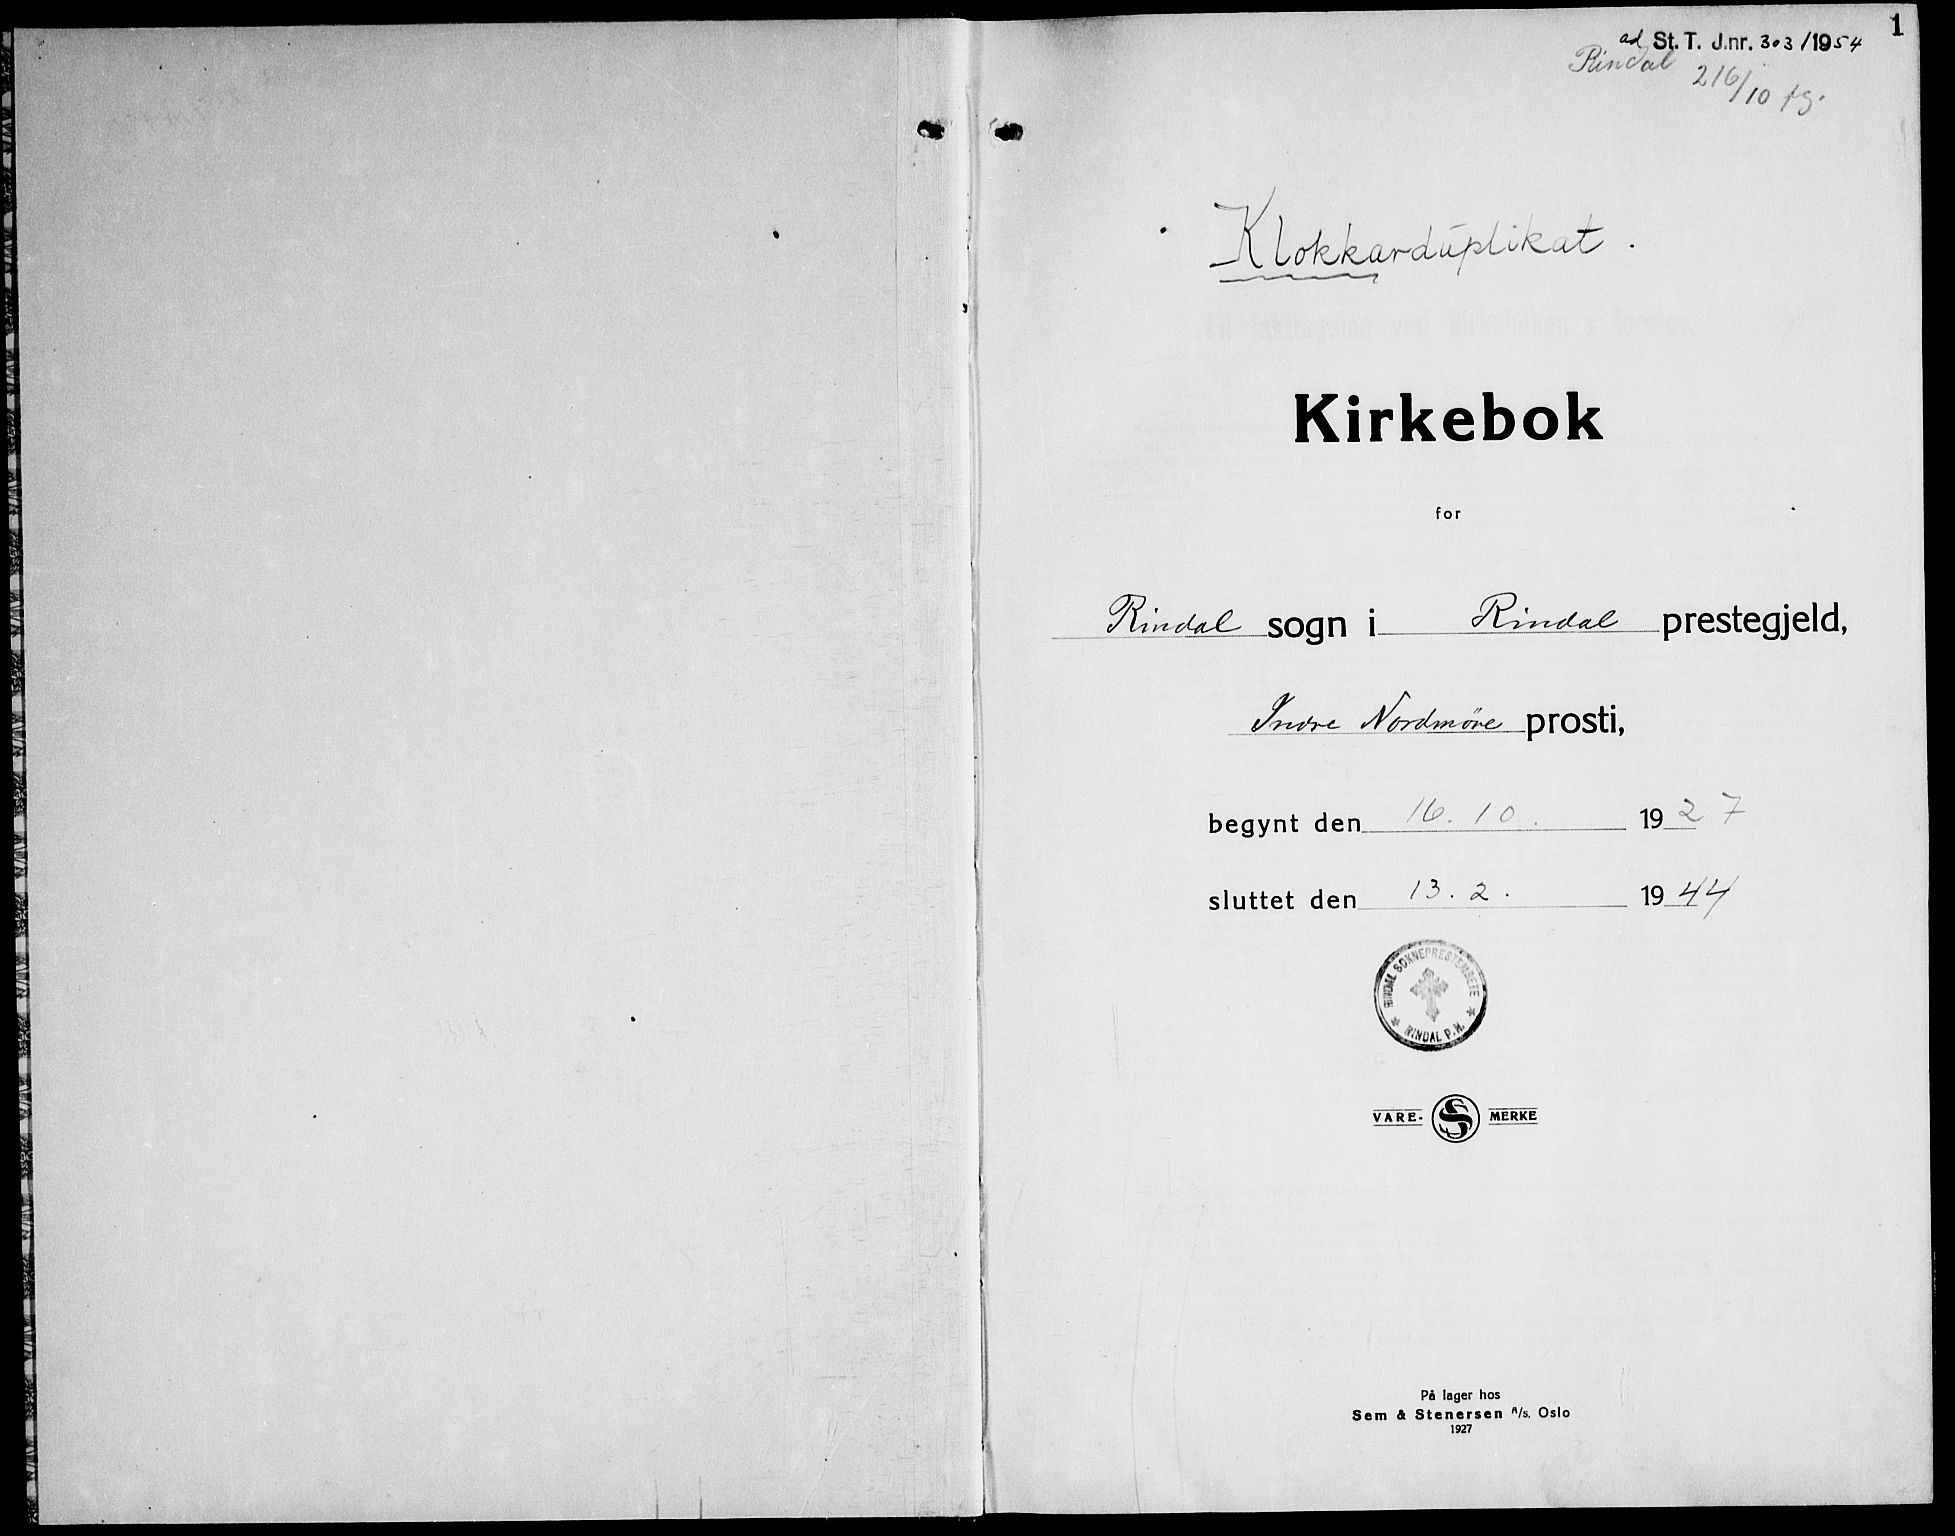 1
ad St. T. J.nr. 303/1954
Rindal
216/10 fg.
Klokkarduplikat.
Kirkebok
for
Rindal sogn i Rindal prestegjeld,
Indre Nordmøre prosti,
begynt den 16. 10. 1927
sluttet den 13. 2. 1944
RINDAL SOKNEPRESTEMBETE
RINDAL P.H.
VARE- S MERKE
På lager hos
Sem & Stenersen A/s. Oslo
1927